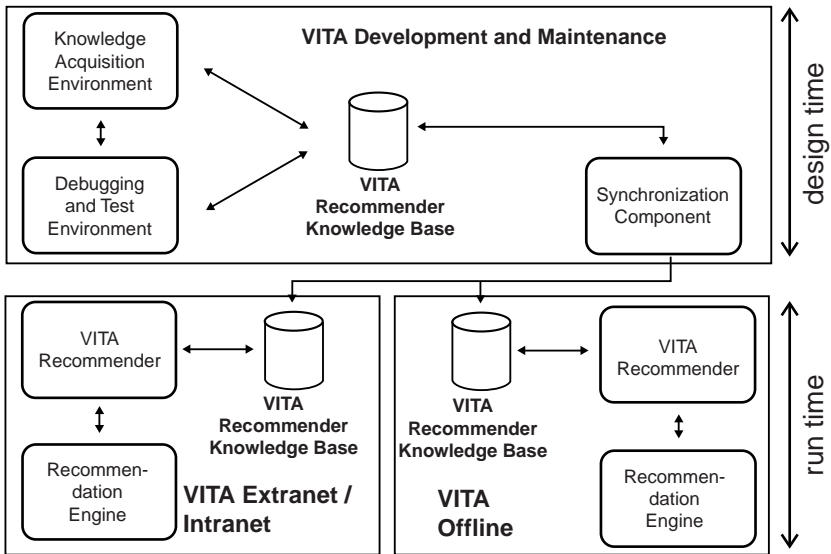 VITA Development and Maintenance
Knowledge
Acquisition
Environment
Debugging
and Test
Environment
VITA
Recommender
Knowledge Base
Synchronization
Component
design time
VITA
Recommender
Recommen-
dation
Engine
VITA
Recommender
Knowledge Base
VITA Extranet /
Intranet
VITA
Recommender
Knowledge Base
VITA
Offline
VITA
Recommender
Recommen-
dation
Engine
run time